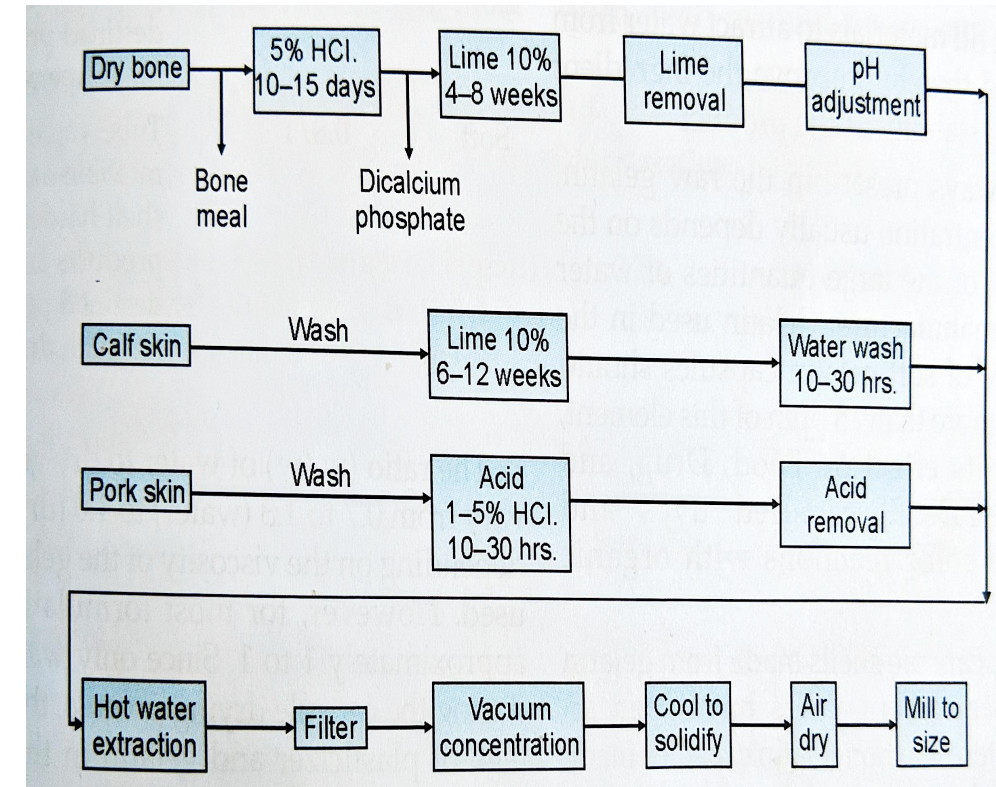 Dry bone
5% HCl.
10–15 days
Lime 10%
4–8 weeks
Lime
removal
pH
adjustment
Bone
meal
Dicalcium
phosphate
Calf skin
Wash
Lime 10%
6–12 weeks
Water wash
10–30 hrs.
Pork skin
Wash
Acid
1–5% HCl.
10–30 hrs.
Acid
removal
Hot water
extraction
Filter
Vacuum
concentration
Cool to
solidify
Air
dry
Mill to
size